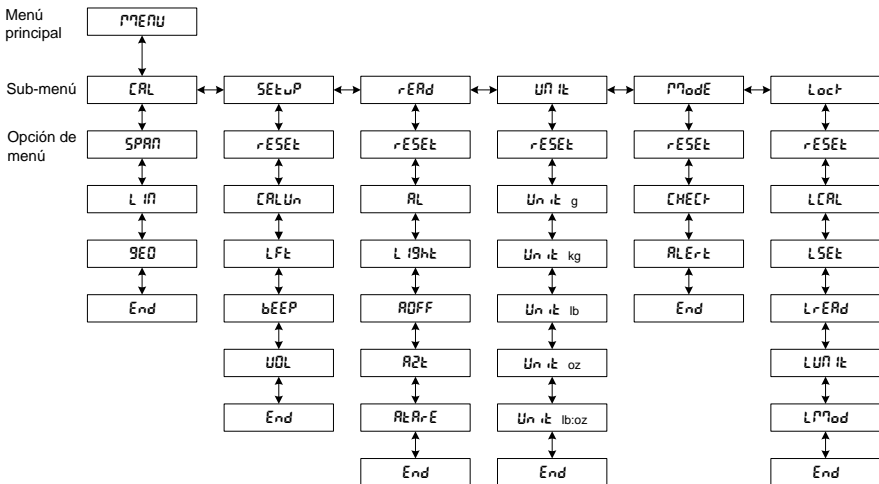 Menú principal
MENU
Sub-menú
CAL SEtuP rEAd UNit ModE Lock
Opción de menú
SPAN rESEt rESEt rESEt rESEt rESEt
LIN CALUn AL Unit g CHECk LCAL
gEO LFt LIght Unit kg ALErt LSEt
End bEEP AOFF Unit lb End LrEAd
VOL AZt Unit oz LUNit
End AtArE Unit lb:oz LMod
End End End